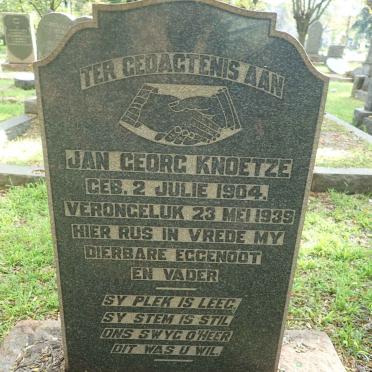 TER GEDAGTENIS AAN
JAN GEORG KNOETZE
GEB. 2 JULIE 1904.
VERONGELUK 23 MEI 1939
HIER RUS IN VREDE MY
DIERBARE EGGENOOT
EN VADER
SY PLEK IS LEEG,
SY STEM IS STIL
ONS SWYG O'HEER
DIT WAS U WIL